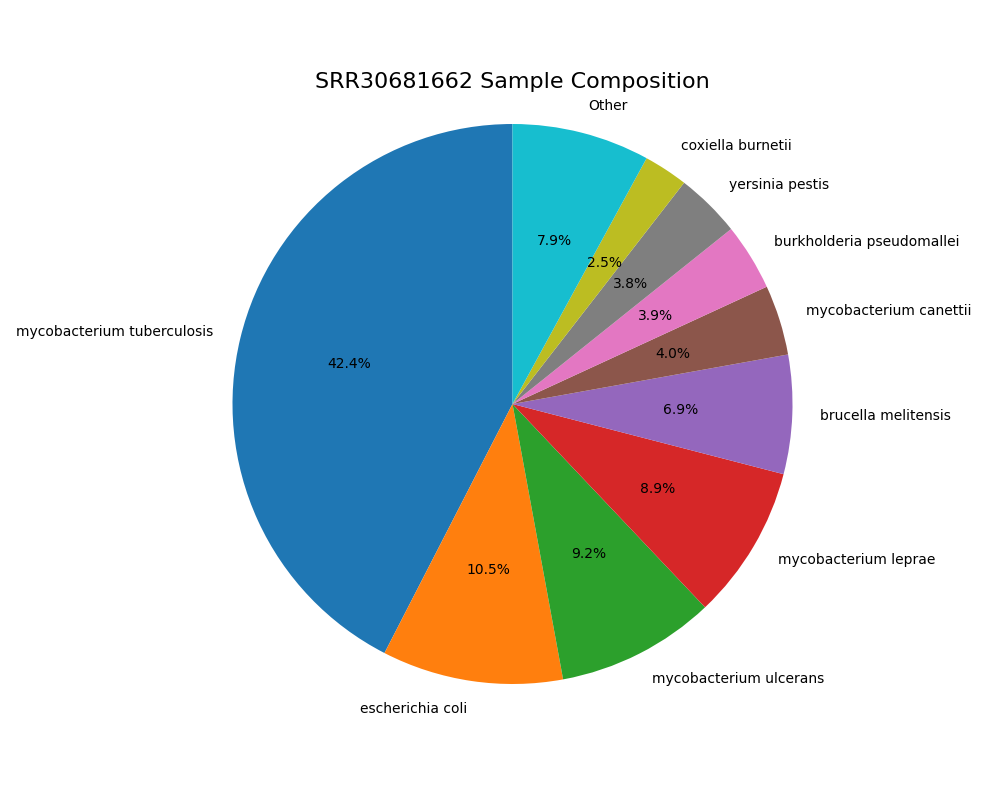 SRR30681662 Sample Composition
Other
coxiella burnetii
yersinia pestis
burkholderia pseudomallei
mycobacterium canettii
mycobacterium tuberculosis
brucella melitensis
mycobacterium leprae
mycobacterium ulcerans
escherichia coli
7.9%
2.5%
3.8%
3.9%
4.0%
42.4%
6.9%
8.9%
9.2%
10.5%